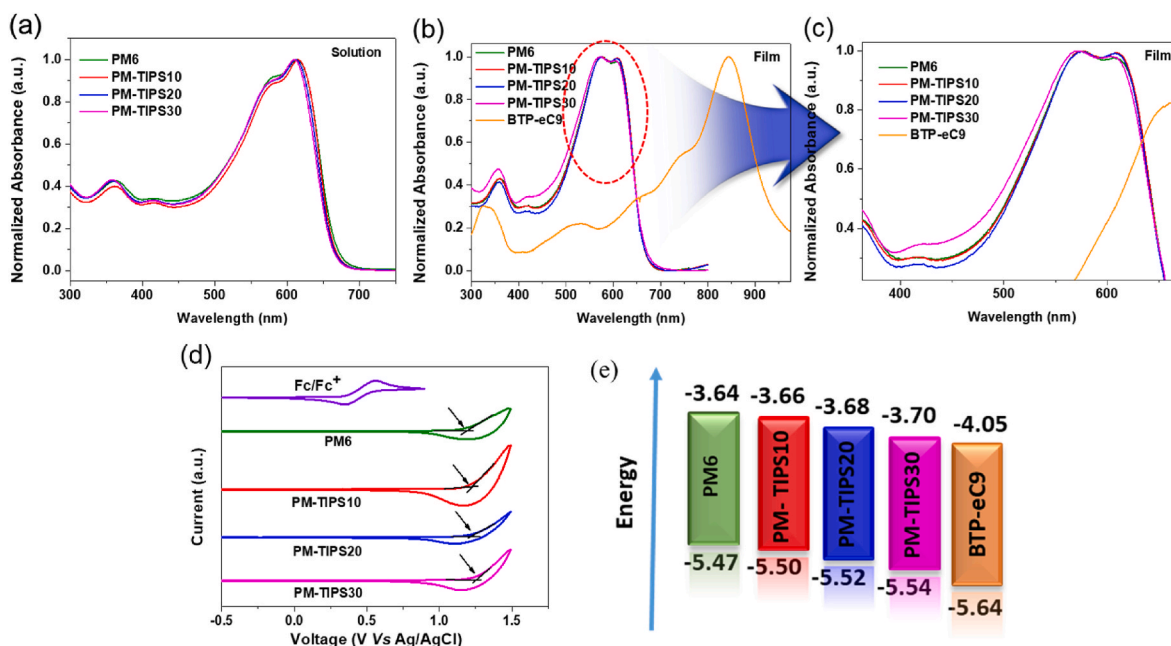 (a)
Normalized Absorbance (a.u.)
1.0
0.8
0.6
0.4
0.2
0.0
PM6
PM-TIPS10
PM-TIPS20
PM-TIPS30
Solution
300 400 500 600 700
Wavelength (nm)
(b)
Normalized Absorbance (a.u.)
1.0
0.8
0.6
0.4
0.2
0.0
PM6
PM-TIPS10
PM-TIPS20
PM-TIPS30
BTP-eC9
Film
300 400 500 600 700 800 900
Wavelength (nm)
(c)
Normalized Absorbance (a.u.)
1.0
0.8
0.6
0.4
PM6
PM-TIPS10
PM-TIPS20
PM-TIPS30
BTP-eC9
Film
400 500 600
Wavelength (nm)
(d)
Current (a.u.)
Fc/Fc+
PM6
PM-TIPS10
PM-TIPS20
PM-TIPS30
-0.5 0.0 0.5 1.0 1.5
Voltage (V Vs Ag/AgCl)
(e)
Energy
-3.64 -3.66 -3.68 -3.70 -4.05
PM6
PM- TIPS10
PM-TIPS20
PM-TIPS30
BTP-eC9
-5.47 -5.50 -5.52 -5.54 -5.64